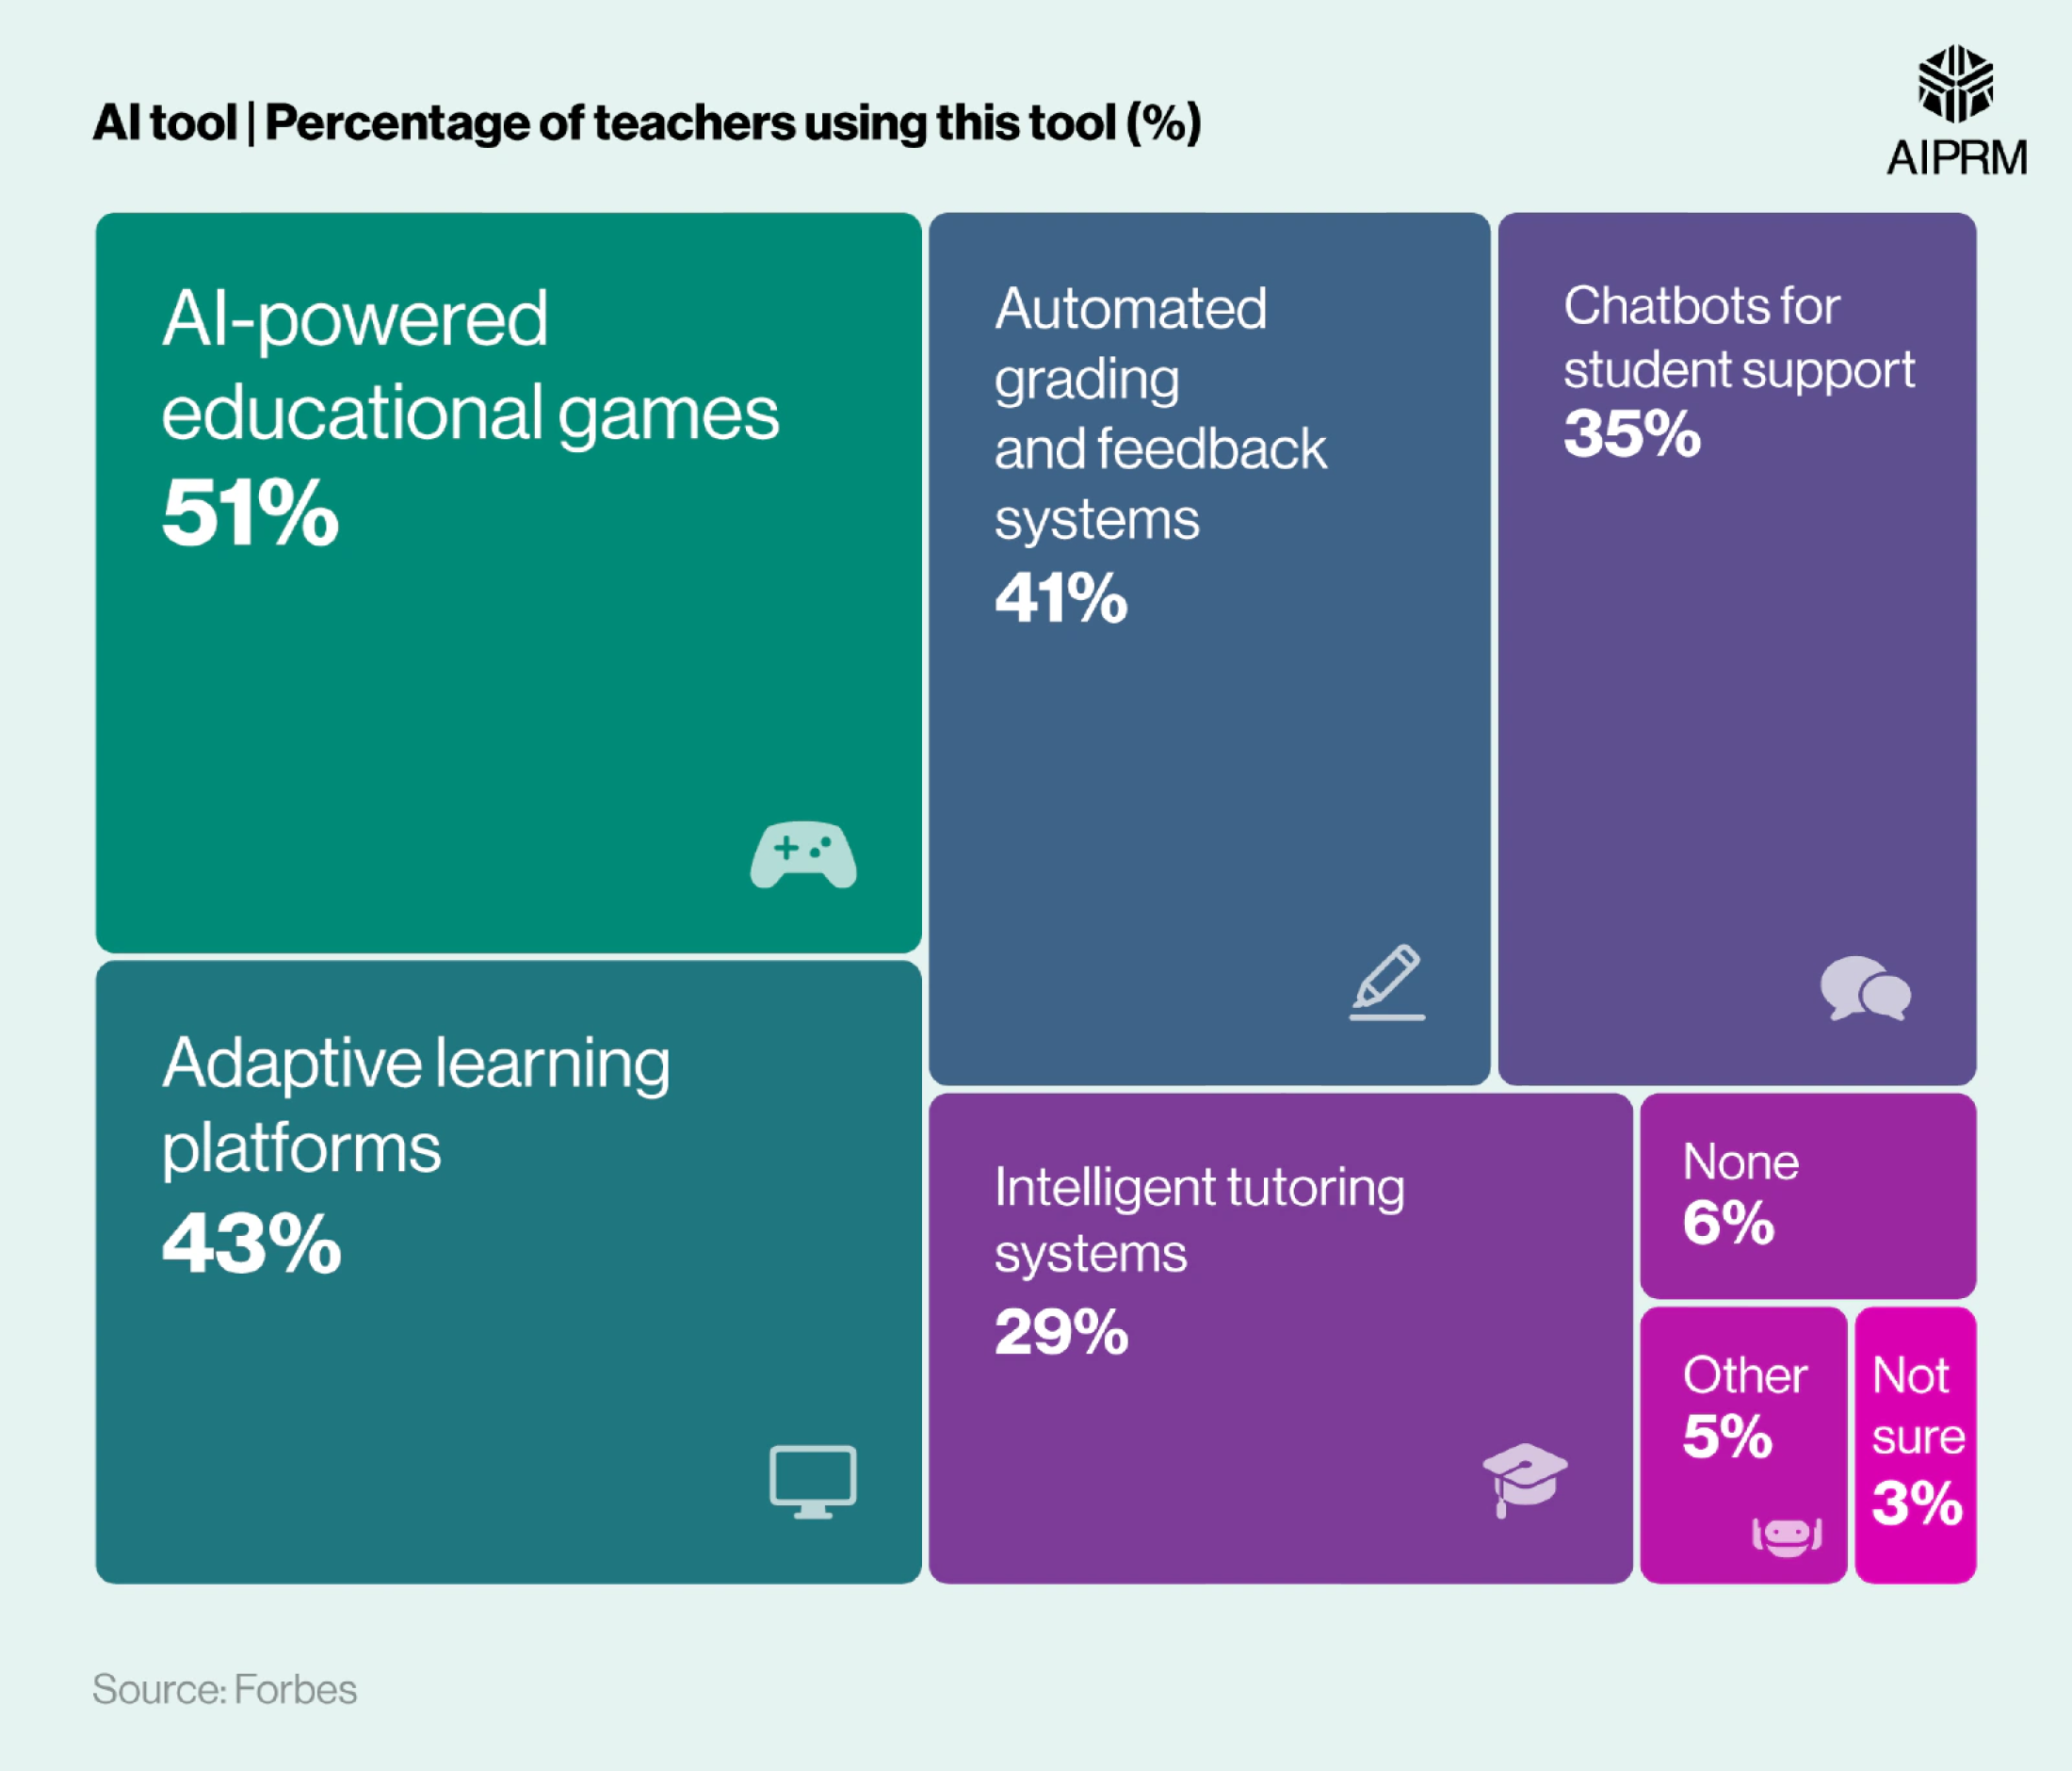 AI tool | Percentage of teachers using this tool (%)
AIPRM
AI-powered
educational games
51%
Automated
grading
and feedback
systems
41%
Chatbots for
student support
35%
Adaptive learning
platforms
43%
Intelligent tutoring
systems
29%
None
6%
Other
5%
Not
sure
3%
Source: Forbes